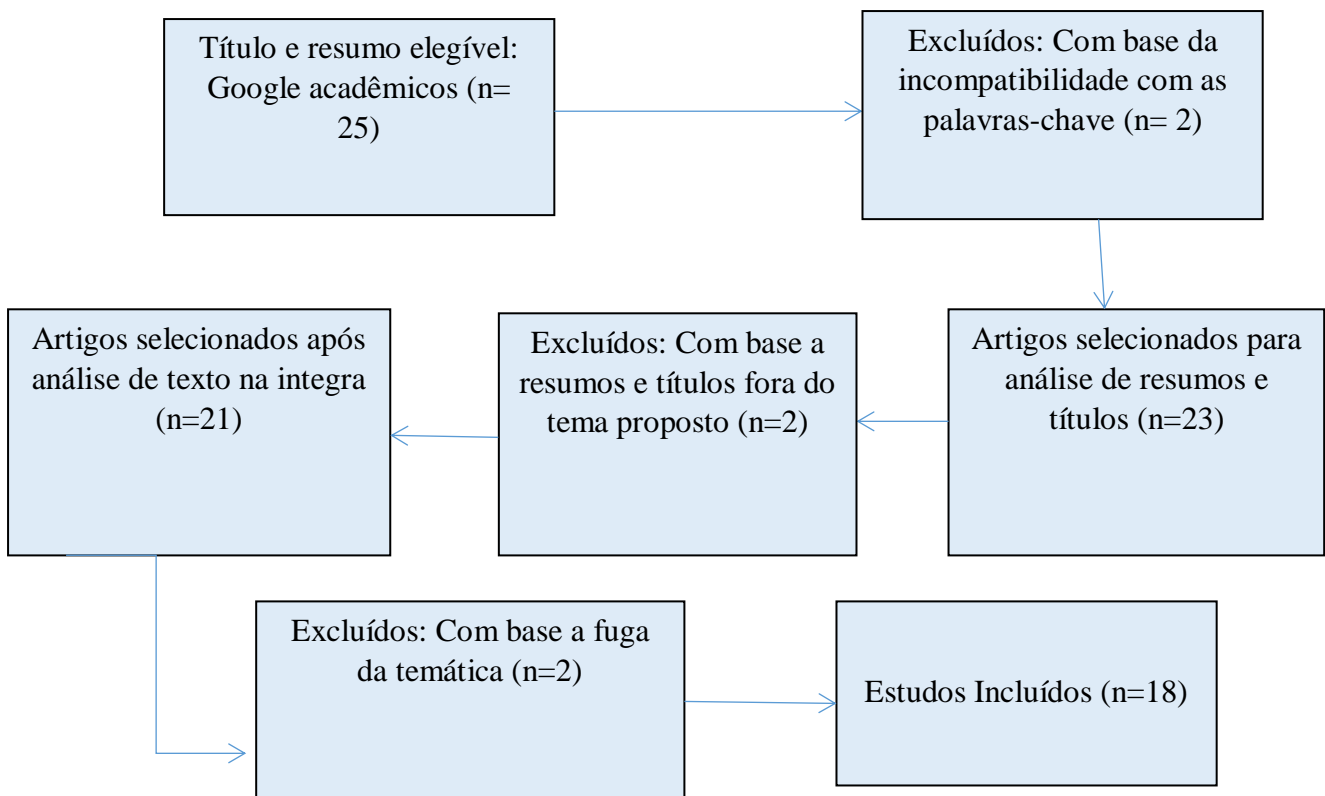 Título e resumo elegível:
Google acadêmicos (n=
25)
Excluídos: Com base da
incompatibilidade com as
palavras-chave (n= 2)
Artigos selecionados para
análise de resumos e
títulos (n=23)
Excluídos: Com base a
resumos e títulos fora do
tema proposto (n=2)
Artigos selecionados após
análise de texto na integra
(n=21)
Excluídos: Com base a fuga
da temática (n=2)
Estudos Incluídos (n=18)